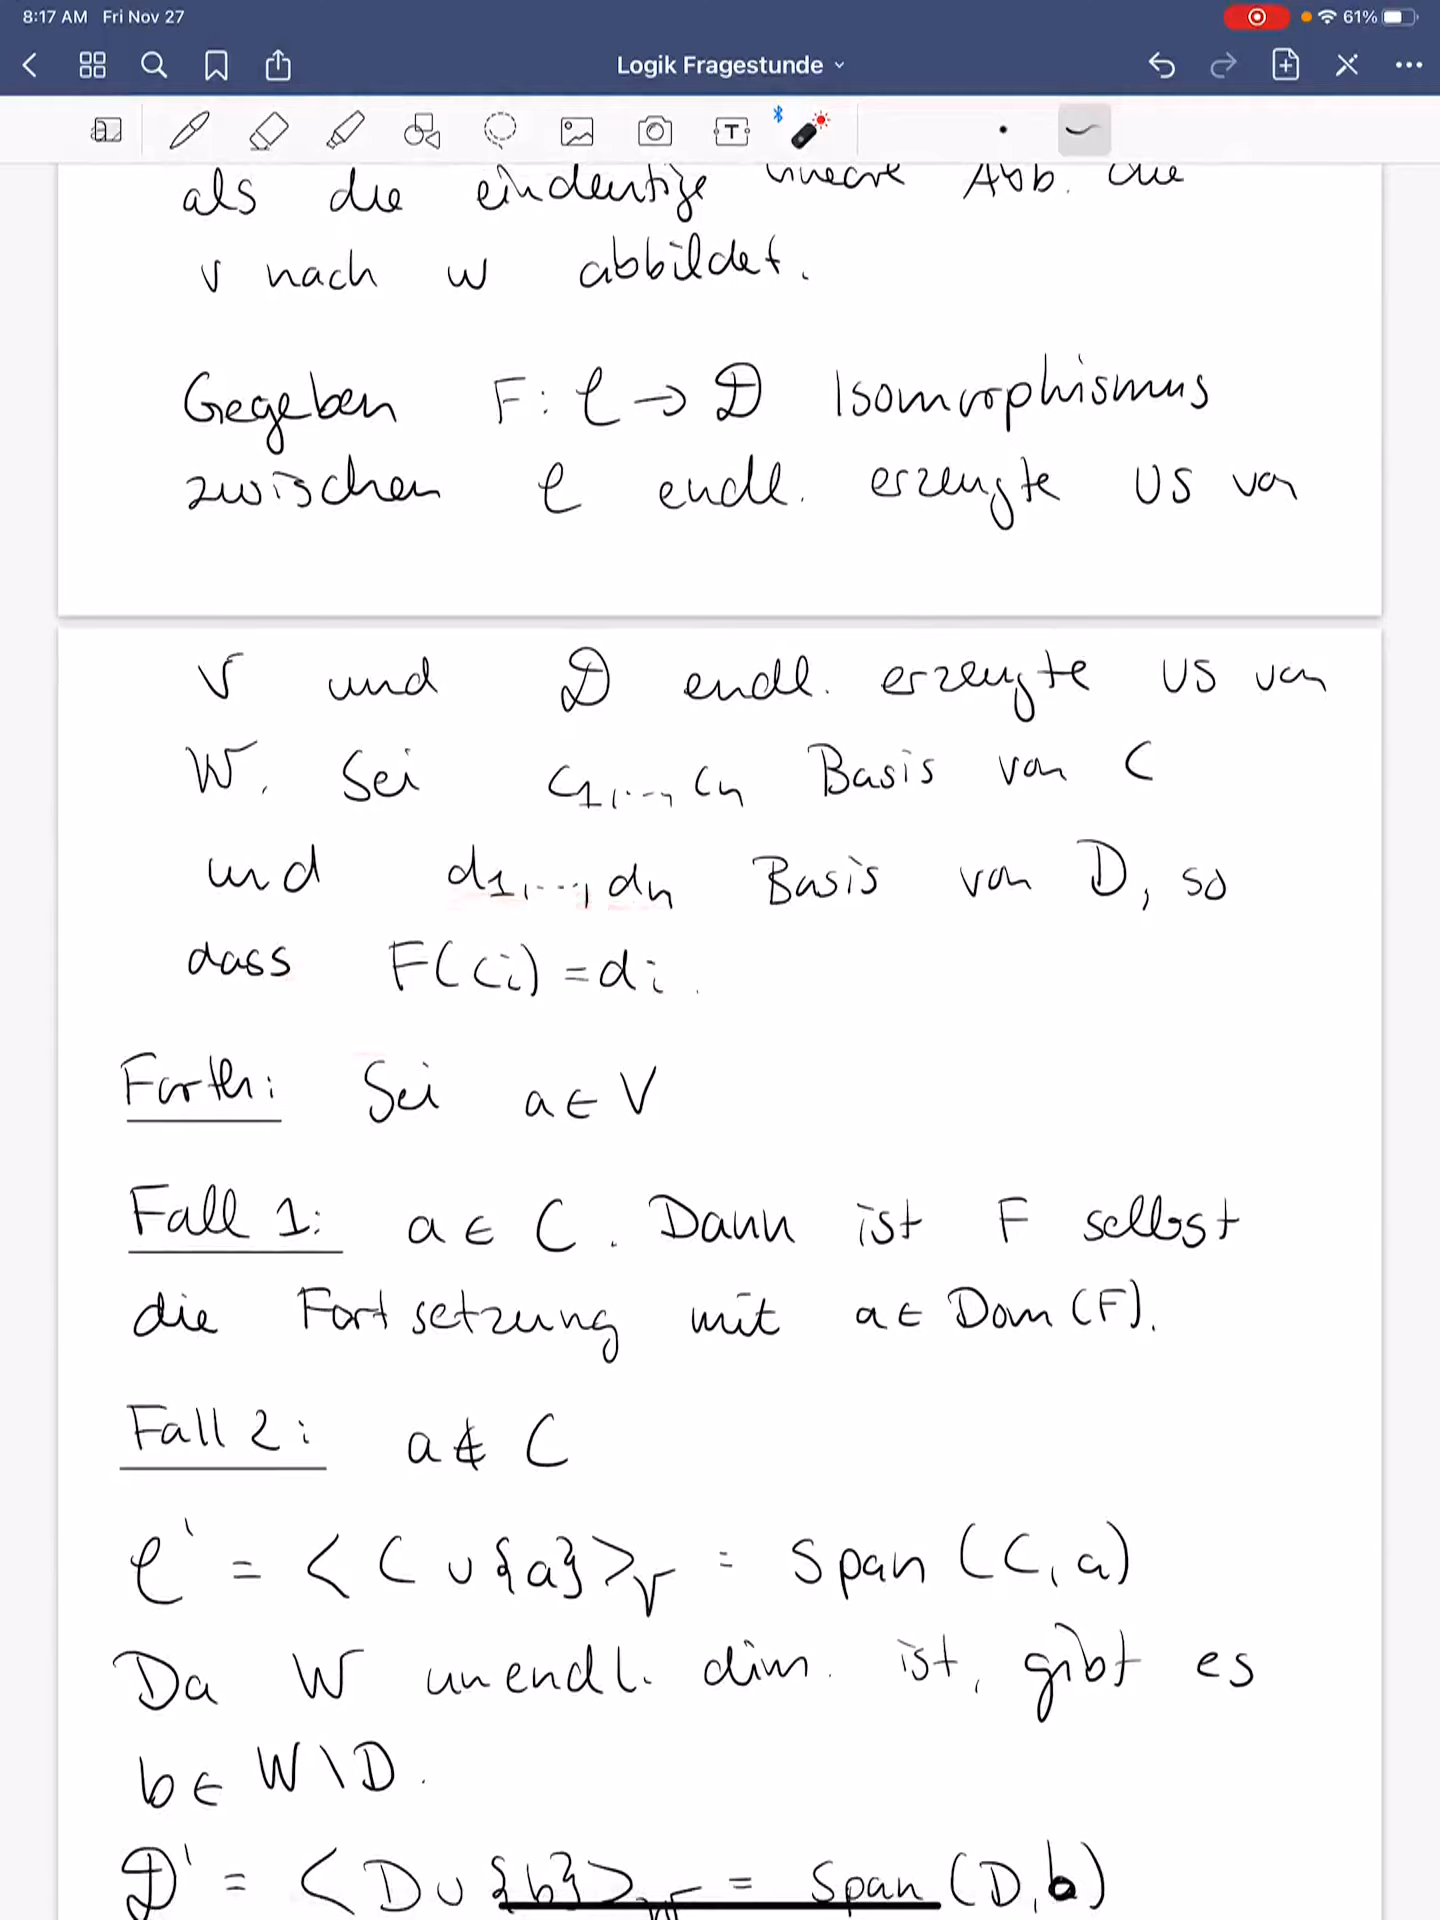 8:17 AM Fri Nov 27
61%
Logik Fragestunde
als die eindeutige lineare Abb. die
V nach W abbildet.
Gegeben F: C → D Isomorphismus
zwischen C endl. erzeugte US von
V und D endl. erzeugte US von
W. Sei c1,..., cn Basis von C
und d1,..., dn Basis von D, so
dass F(ci) = di.
Forth: Sei a ∈ V
Fall 1: a ∈ C. Dann ist F selbst
die Fortsetzung mit a ∈ Dom(F).
Fall 2: a ∉ C
C' = <C ∪ {a}>V = Span (C, a)
Da W unendl. dim. ist, gibt es
b ∈ W \ D.
D' = <D ∪ {b}>W = Span (D, b)